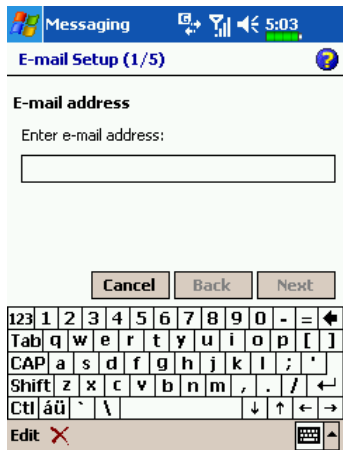 Messaging G 5:03
E-mail Setup (1/5) ?
E-mail address
Enter e-mail address:
Cancel Back Next
123 1 2 3 4 5 6 7 8 9 0 - = 🡄
Tab q w e r t y u i o p [ ]
CAP a s d f g h j k l ; '
Shift z x c v b n m , . / ↵
Ctl áü ` \ ↓ ↑ ← →
Edit